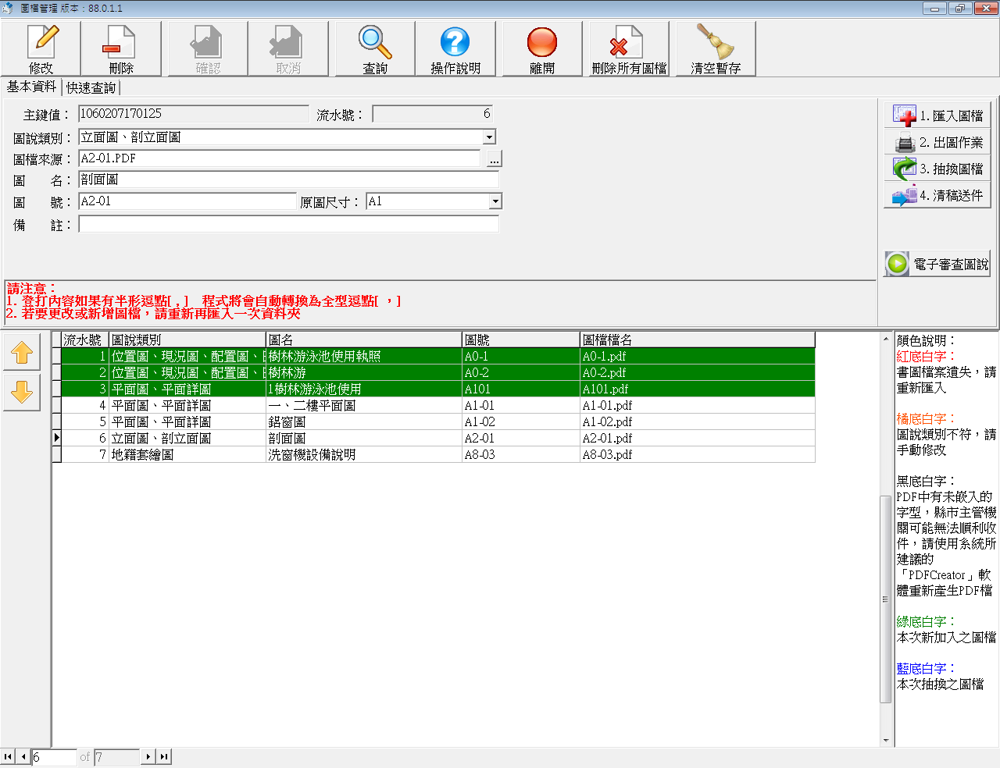 圖檔管理 版本：88.0.1.1
修改
刪除
確認
取消
查詢
操作說明
離開
刪除所有圖檔
清空暫存
基本資料
快速查詢
主鍵值：
1060207170125
流水號：
6
圖說類別：
立面圖、剖立面圖
圖檔來源：
A2-01.PDF
...
圖　　名：
剖面圖
圖　　號：
A2-01
原圖尺寸：
A1
備　　註：
1. 匯入圖檔
2. 出圖作業
3. 抽換圖檔
4. 清稿送件
電子審查圖說
請注意：
1. 登打內容如果有半形逗點[ , ]　程式將會自動轉換為全型逗點[ ，]
2. 若要更改或新增圖檔，請重新再匯入一次資料夾
流水號 圖說類別 圖名 圖號 圖檔檔名
1 位置圖、現況圖、配置圖、 樹林游泳池使用執照 A0-1 A0-1.pdf
2 位置圖、現況圖、配置圖、 樹林游 A0-2 A0-2.pdf
3 平面圖、平面詳圖 1樹林游泳池使用 A101 A101.pdf
4 平面圖、平面詳圖 一、二樓平面圖 A1-01 A1-01.pdf
5 平面圖、平面詳圖 鋁窗圖 A1-02 A1-02.pdf
6 立面圖、剖立面圖 剖面圖 A2-01 A2-01.pdf
7 地籍套繪圖 洗窗機設備說明 A8-03 A8-03.pdf
顏色說明：
紅底白字：
書圖檔案遺失，請
重新匯入
橘底白字：
圖說類別不符，請
手動修改
黑底白字：
PDF中有未嵌入的
字型，縣市主管機
關可能無法順利收
件，請使用系統所
建議的
「PDFCreator」軟
體重新產生PDF檔
綠底白字：
本次新加入之圖檔
藍底白字：
本次抽換之圖檔
6 of 7